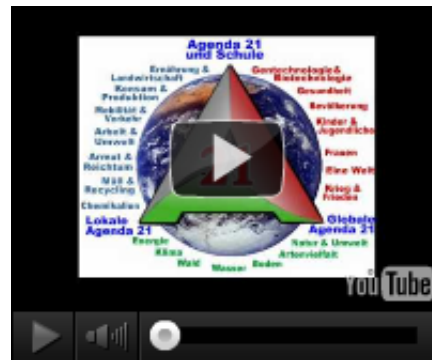 Agenda 21
und Schule
Ernährung &
Landwirtschaft
Konsum &
Produktion
Mobilität &
Verkehr
Arbeit &
Umwelt
Armut &
Reichtum
Müll &
Recycling
Chemikalien
Lokale
Agenda 21
Energie
Klima
Wald
Wasser
Boden
Artenvielfalt
Natur & Umwelt
Globale
Agenda 21
Krieg &
Frieden
Eine Welt
Frauen
Kinder &
Jugendliche
Bevölkerung
Gesundheit
Gentechnologie&
Biotechnologie
21
YouTube